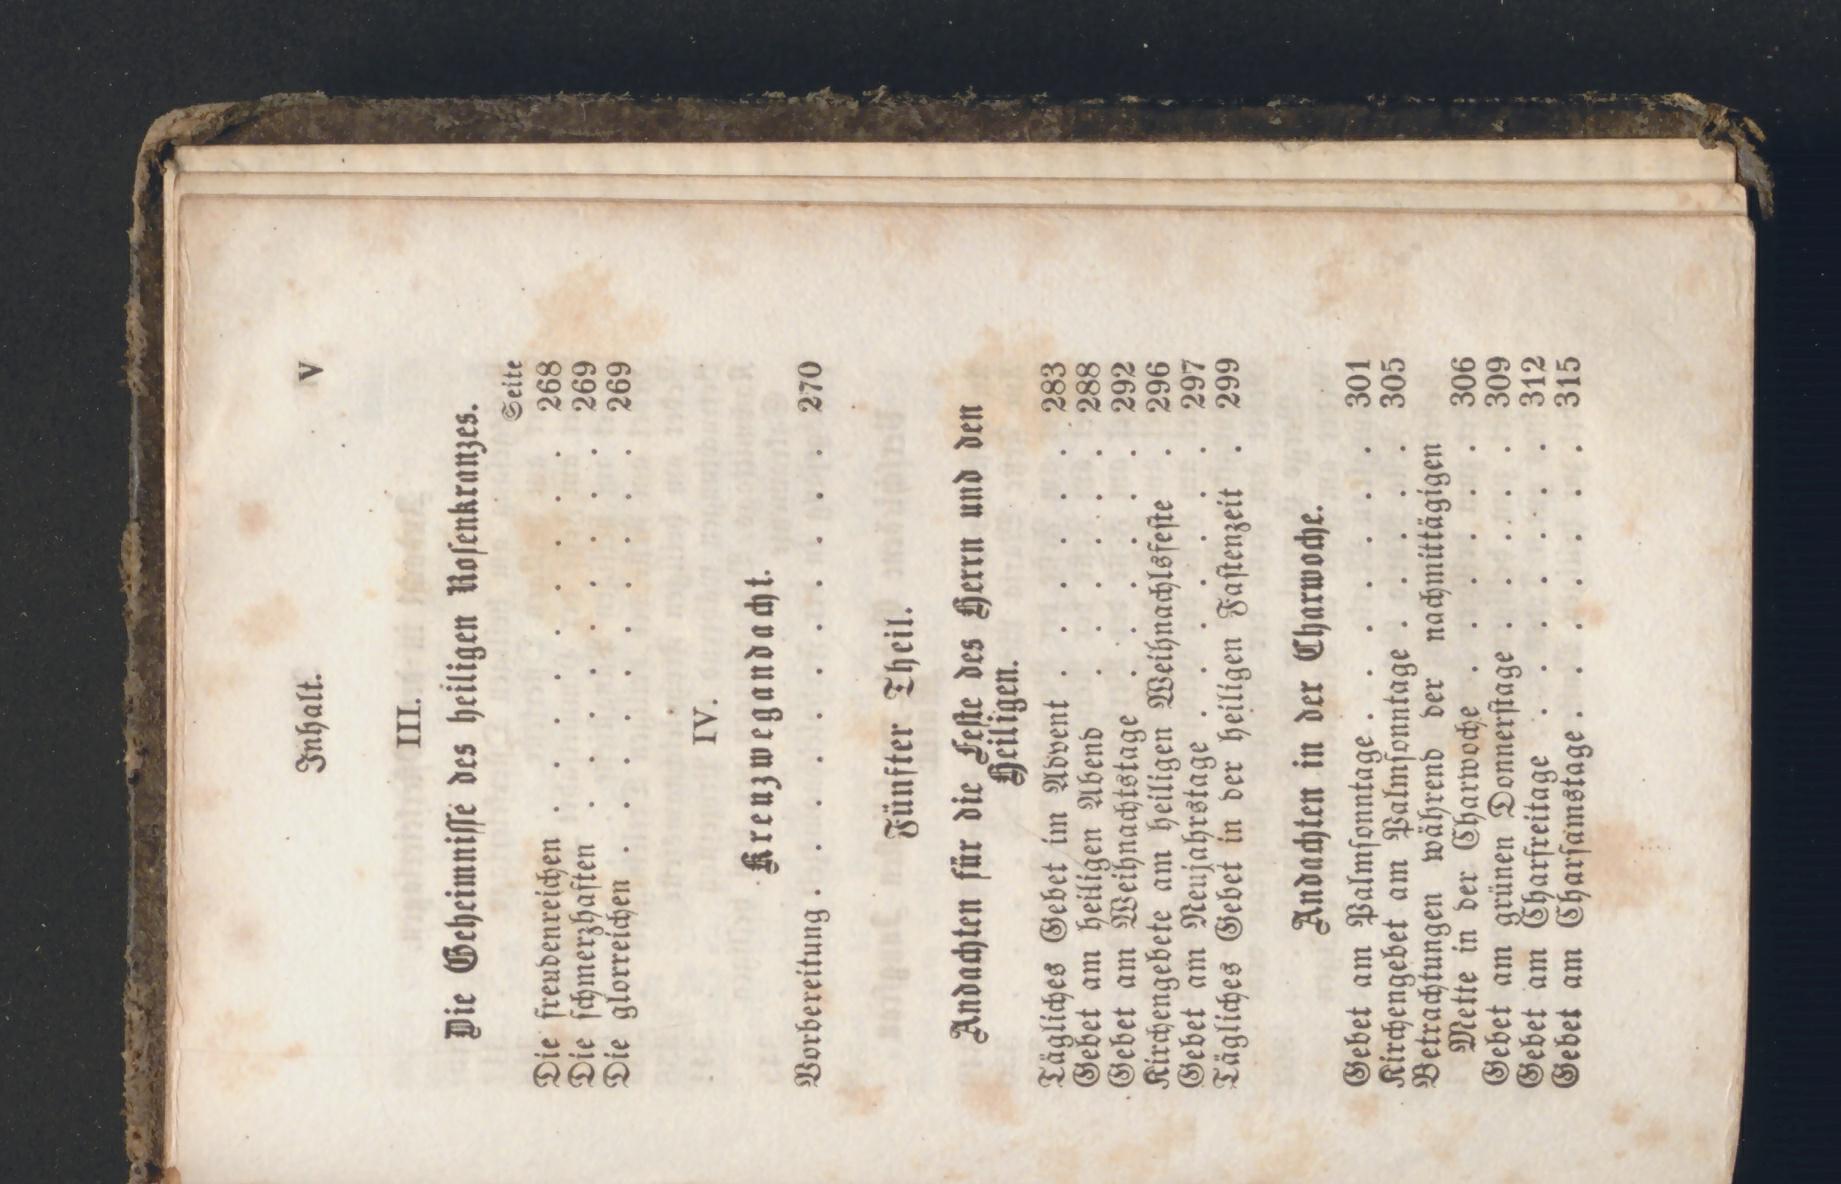 Inhalt. V
III.
Die Geheimnisse des heiligen Rosenkranzes.
Seite
Die freudenreichen . . . . . . 268
Die schmerzhaften . . . . . . 269
Die glorreichen . . . . . . 269
IV.
Kreuzwegandacht.
Vorbereitung . . . . . . . 270
Fünfter Theil.
Andachten für die Feste des Herrn und den
Heiligen.
Tägliches Gebet im Advent . . . . . . 283
Gebet am heiligen Abend . . . . . . 288
Gebet am Weihnachtstage . . . . . . 292
Kirchengebete am heiligen Weihnachtsfeste . 296
Gebet am Neujahrstage . . . . . . 297
Tägliches Gebet in der heiligen Fastenzeit . 299
Andachten in der Charwoche.
Gebet am Palmsonntage . . . . . . . 301
Kirchengebet am Palmsonntage . . . . . 305
Betrachtungen während der nachmittägigen
Mette in der Charwoche . . . . . . 306
Gebet am grünen Donnerstage . . . . . 309
Gebet am Charfreitage . . . . . . . 312
Gebet am Charsamstage . . . . . . . 315